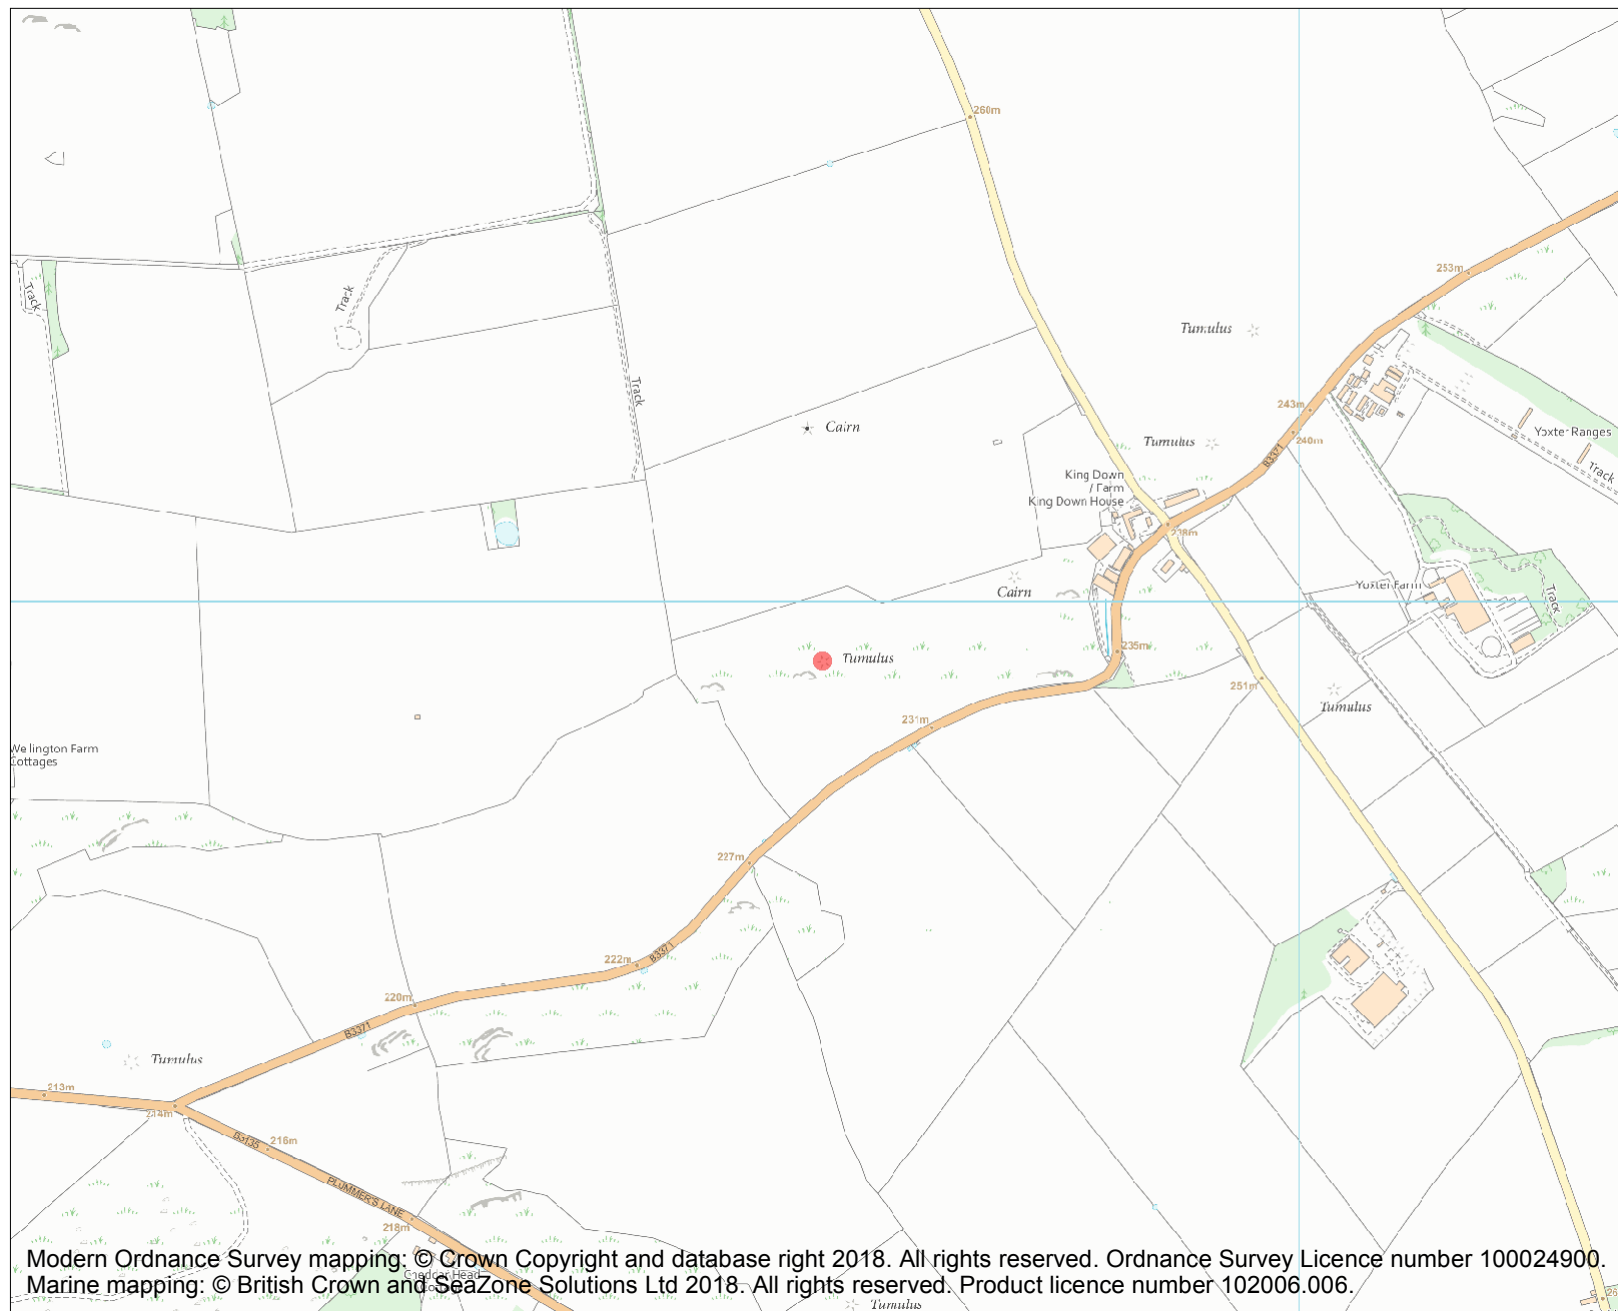 260m
253m
Track
Track
Tumulus
Track
243m
Cairn
240m
Yoxter Ranges
Tumulus
B3371
Track
King Down
/ Farm
King Down House
238m
Yoxter Farm
Track
Cairn
235m
Tumulus
251m
Tumulus
231m
Wellington Farm
Cottages
227m
222m
B3371
220m
B3371
Tumulus
213m
214m
B3135
216m
PLUMMER'S LANE
218m
Modern Ordnance Survey mapping: © Crown Copyright and database right 2018. All rights reserved. Ordnance Survey Licence number 100024900.
Cheddar Head
Marine mapping: © British Crown and SeaZone Solutions Ltd 2018. All rights reserved. Product licence number 102006.006.
Tumulus